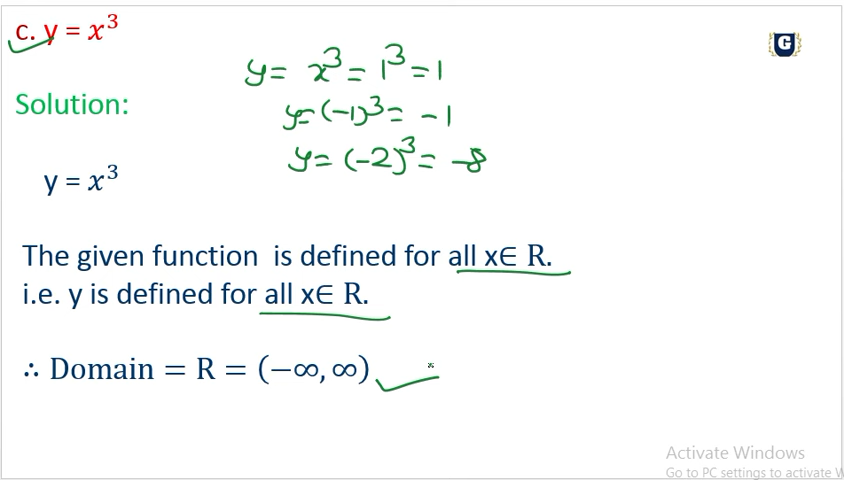 c. y = x³
G
y = x³ = 1³ = 1
Solution:
y = (-1)³ = -1
y = (-2)³ = -8
y = x³
The given function is defined for all x∈ R.
i.e. y is defined for all x∈ R.
∴ Domain = R = (−∞, ∞)
Activate Windows
Go to PC settings to activate W